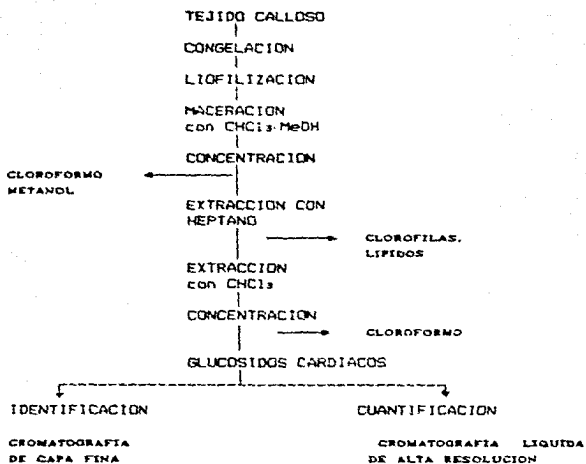 TEJIDO CALLOSO
CONGELACION
LIOFILIZACION
MACERACION
con CHCl3-MeOH
CONCENTRACION
CLOROFORMO
METANOL
EXTRACCION CON
HEPTANO
CLOROFILAS,
LIPIDOS
EXTRACCION
con CHCl3
CONCENTRACION
CLOROFORMO
GLUCOSIDOS CARDIACOS
IDENTIFICACION
CUANTIFICACION
CROMATOGRAFIA
DE CAPA FINA
CROMATOGRAFIA LIQUIDA
DE ALTA RESOLUCION